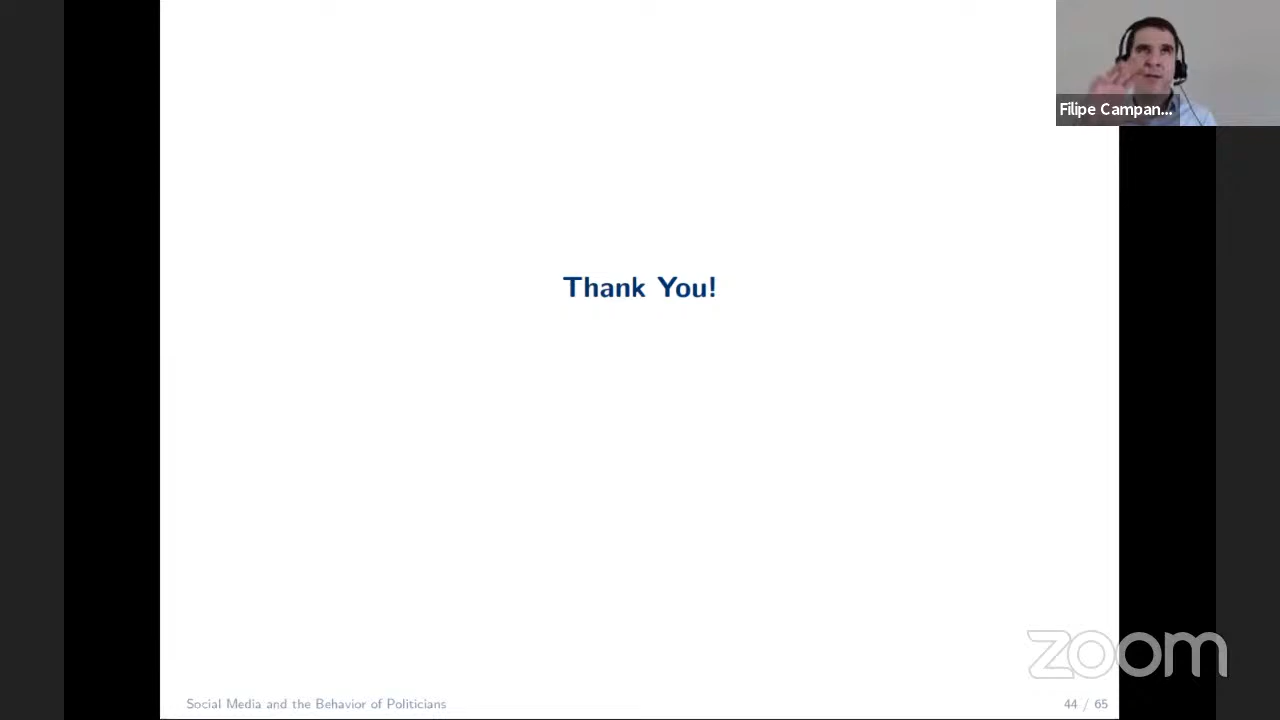 Filipe Campan...
Thank You!
zoom
Social Media and the Behavior of Politicians
44 / 65